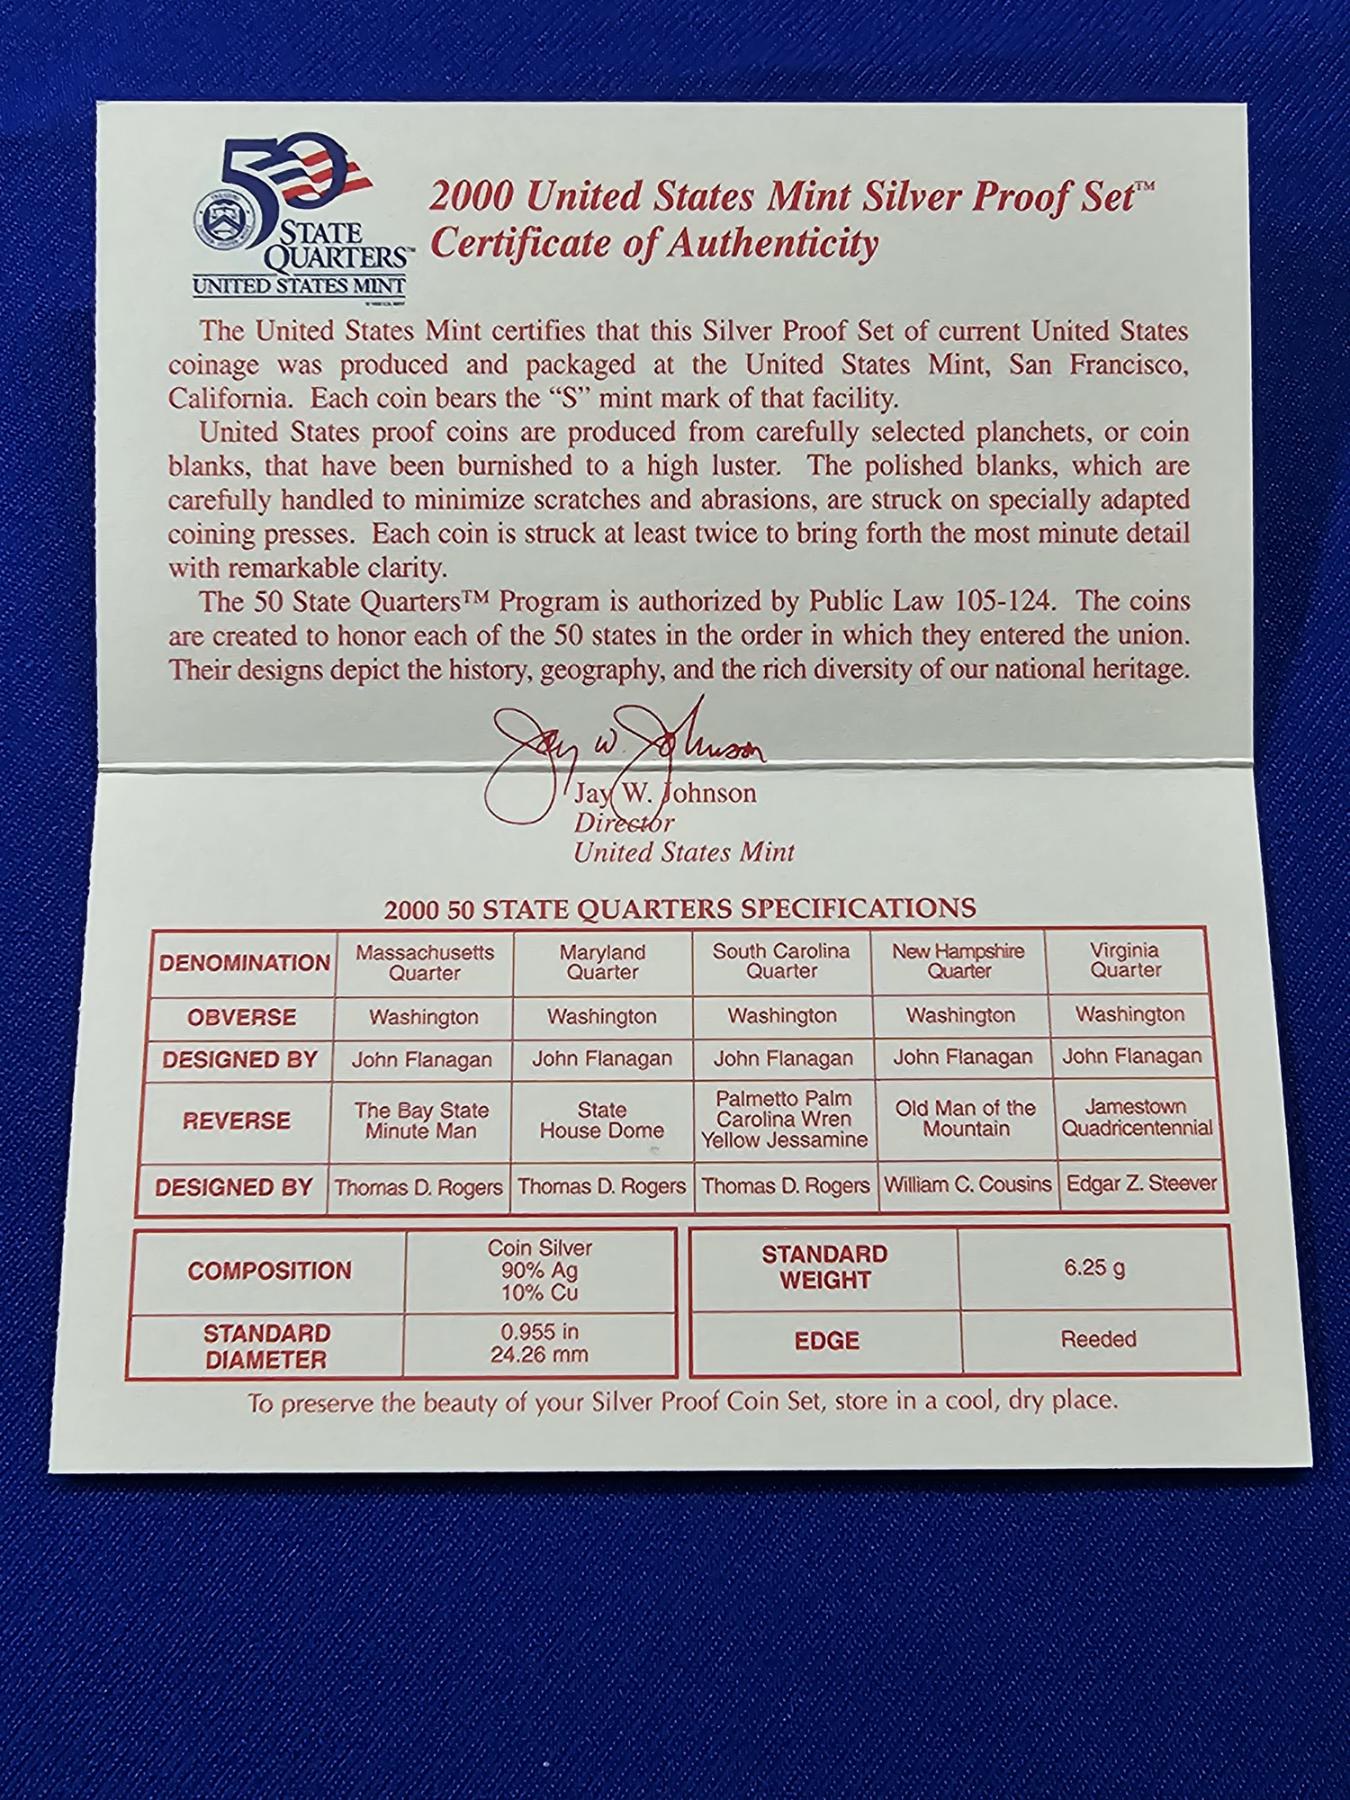 50
STATE
QUARTERS™
UNITED STATES MINT
2000 United States Mint Silver Proof Set™
Certificate of Authenticity
The United States Mint certifies that this Silver Proof Set of current United States
coinage was produced and packaged at the United States Mint, San Francisco,
California. Each coin bears the “S” mint mark of that facility.
United States proof coins are produced from carefully selected planchets, or coin
blanks, that have been burnished to a high luster. The polished blanks, which are
carefully handled to minimize scratches and abrasions, are struck on specially adapted
coining presses. Each coin is struck at least twice to bring forth the most minute detail
with remarkable clarity.
The 50 State Quarters™ Program is authorized by Public Law 105-124. The coins
are created to honor each of the 50 states in the order in which they entered the union.
Their designs depict the history, geography, and the rich diversity of our national heritage.
Jay W. Johnson
Jay W. Johnson
Director
United States Mint
2000 50 STATE QUARTERS SPECIFICATIONS
DENOMINATION Massachusetts Quarter Maryland Quarter South Carolina Quarter New Hampshire Quarter Virginia Quarter
OBVERSE Washington Washington Washington Washington Washington
DESIGNED BY John Flanagan John Flanagan John Flanagan John Flanagan John Flanagan
REVERSE The Bay State Minute Man State House Dome Palmetto Palm Carolina Wren Yellow Jessamine Old Man of the Mountain Jamestown Quadricentennial
DESIGNED BY Thomas D. Rogers Thomas D. Rogers Thomas D. Rogers William C. Cousins Edgar Z. Steever
COMPOSITION Coin Silver 90% Ag 10% Cu STANDARD WEIGHT 6.25 g
STANDARD DIAMETER 0.955 in 24.26 mm EDGE Reeded
To preserve the beauty of your Silver Proof Coin Set, store in a cool, dry place.